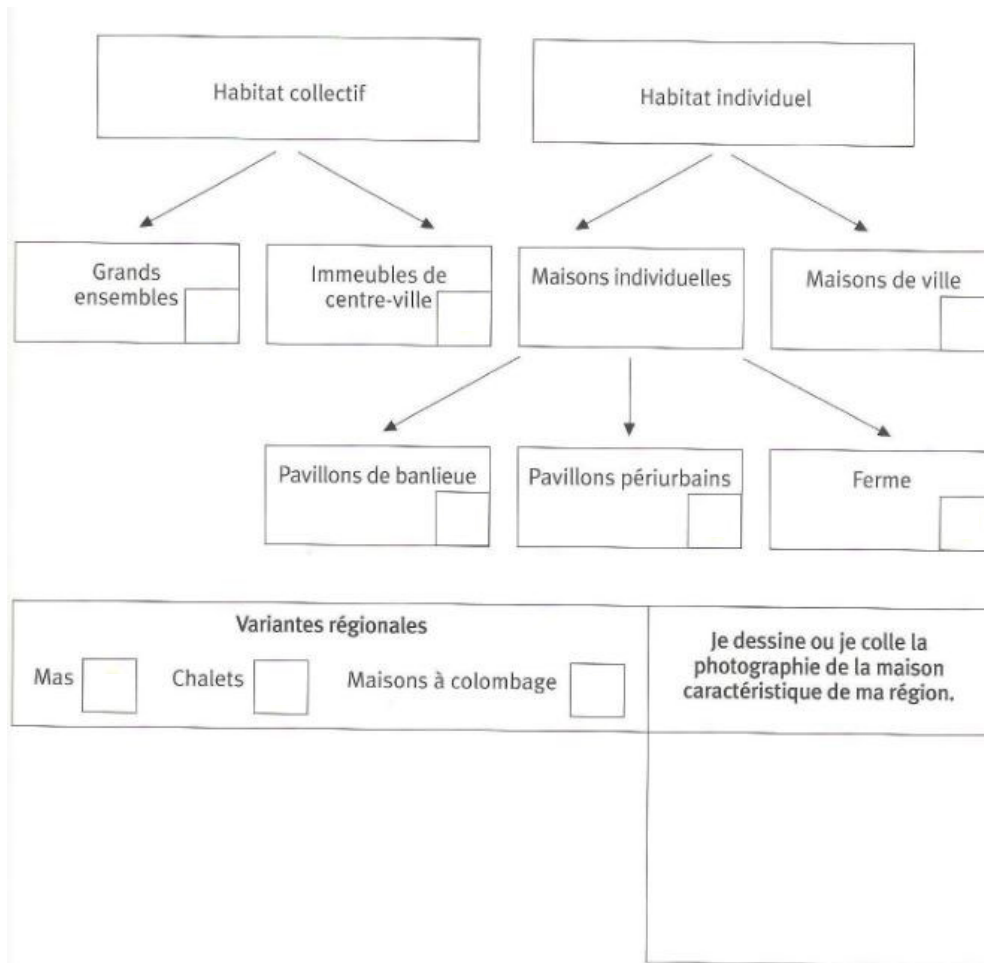 Habitat collectif
Habitat individuel
Grands
ensembles
Immeubles de
centre-ville
Maisons individuelles
Maisons de ville
Pavillons de banlieue
Pavillons périurbains
Ferme
Variantes régionales
Mas
Chalets
Maisons à colombage
Je dessine ou je colle la
photographie de la maison
caractéristique de ma région.